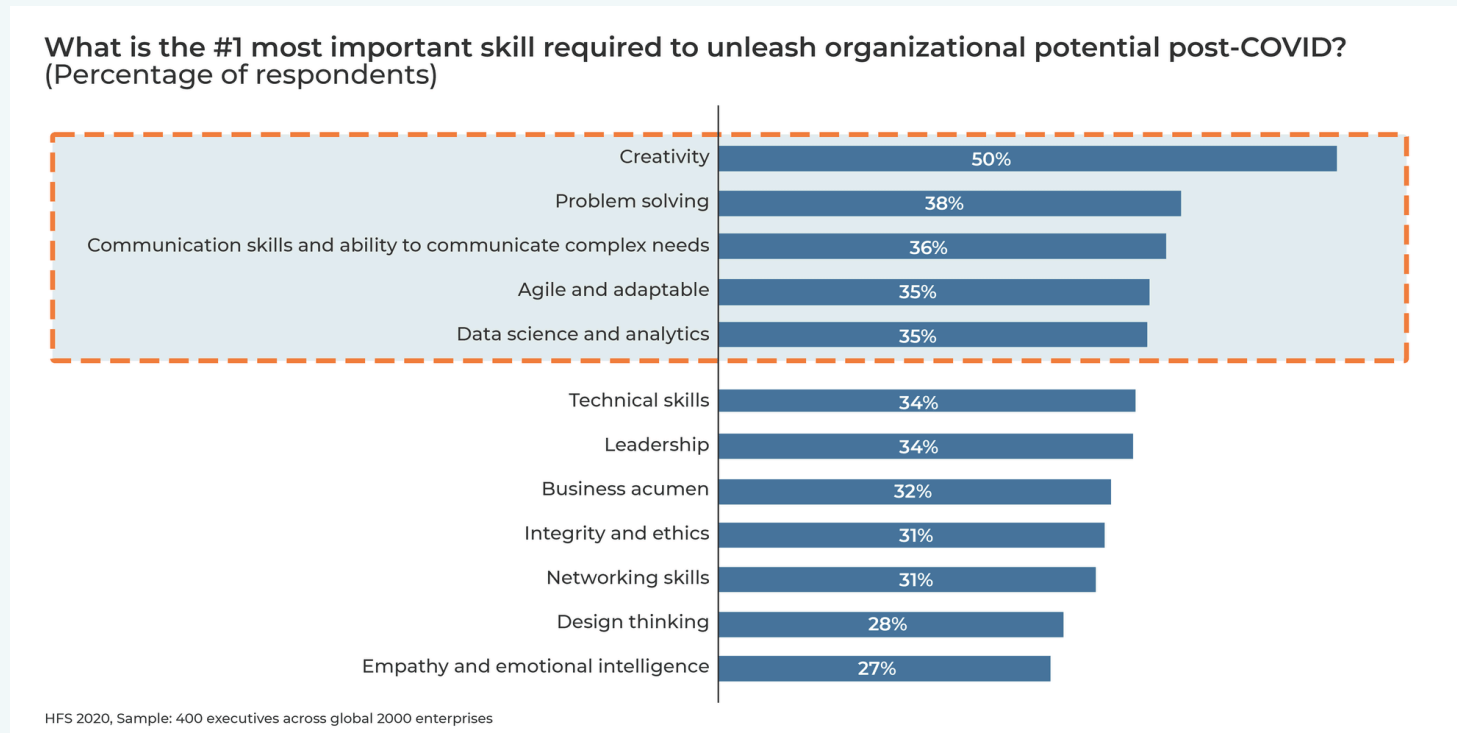 What is the #1 most important skill required to unleash organizational potential post-COVID?
(Percentage of respondents)
Creativity 50%
Problem solving 38%
Communication skills and ability to communicate complex needs 36%
Agile and adaptable 35%
Data science and analytics 35%
Technical skills 34%
Leadership 34%
Business acumen 32%
Integrity and ethics 31%
Networking skills 31%
Design thinking 28%
Empathy and emotional intelligence 27%
HFS 2020, Sample: 400 executives across global 2000 enterprises